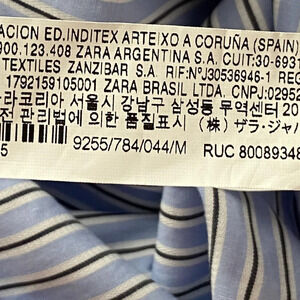 ACION ED.INDITEX ARTEIXO A CORUÑA (SPAIN)
00.123.408 ZARA ARGENTINA S.A. CUIT:30-6931
TEXTILES ZANZIBAR S.A. RIF:NºJ30536946-1 REG
1792159105001 ZARA BRASIL LTDA. CNPJ:02952
라코리아 서울시 강남구 삼성동 무역센터 20
전 관리법에 의한 품질표시 (株) ザラ・ジャ
5 9255/784/044/M RUC 80089348